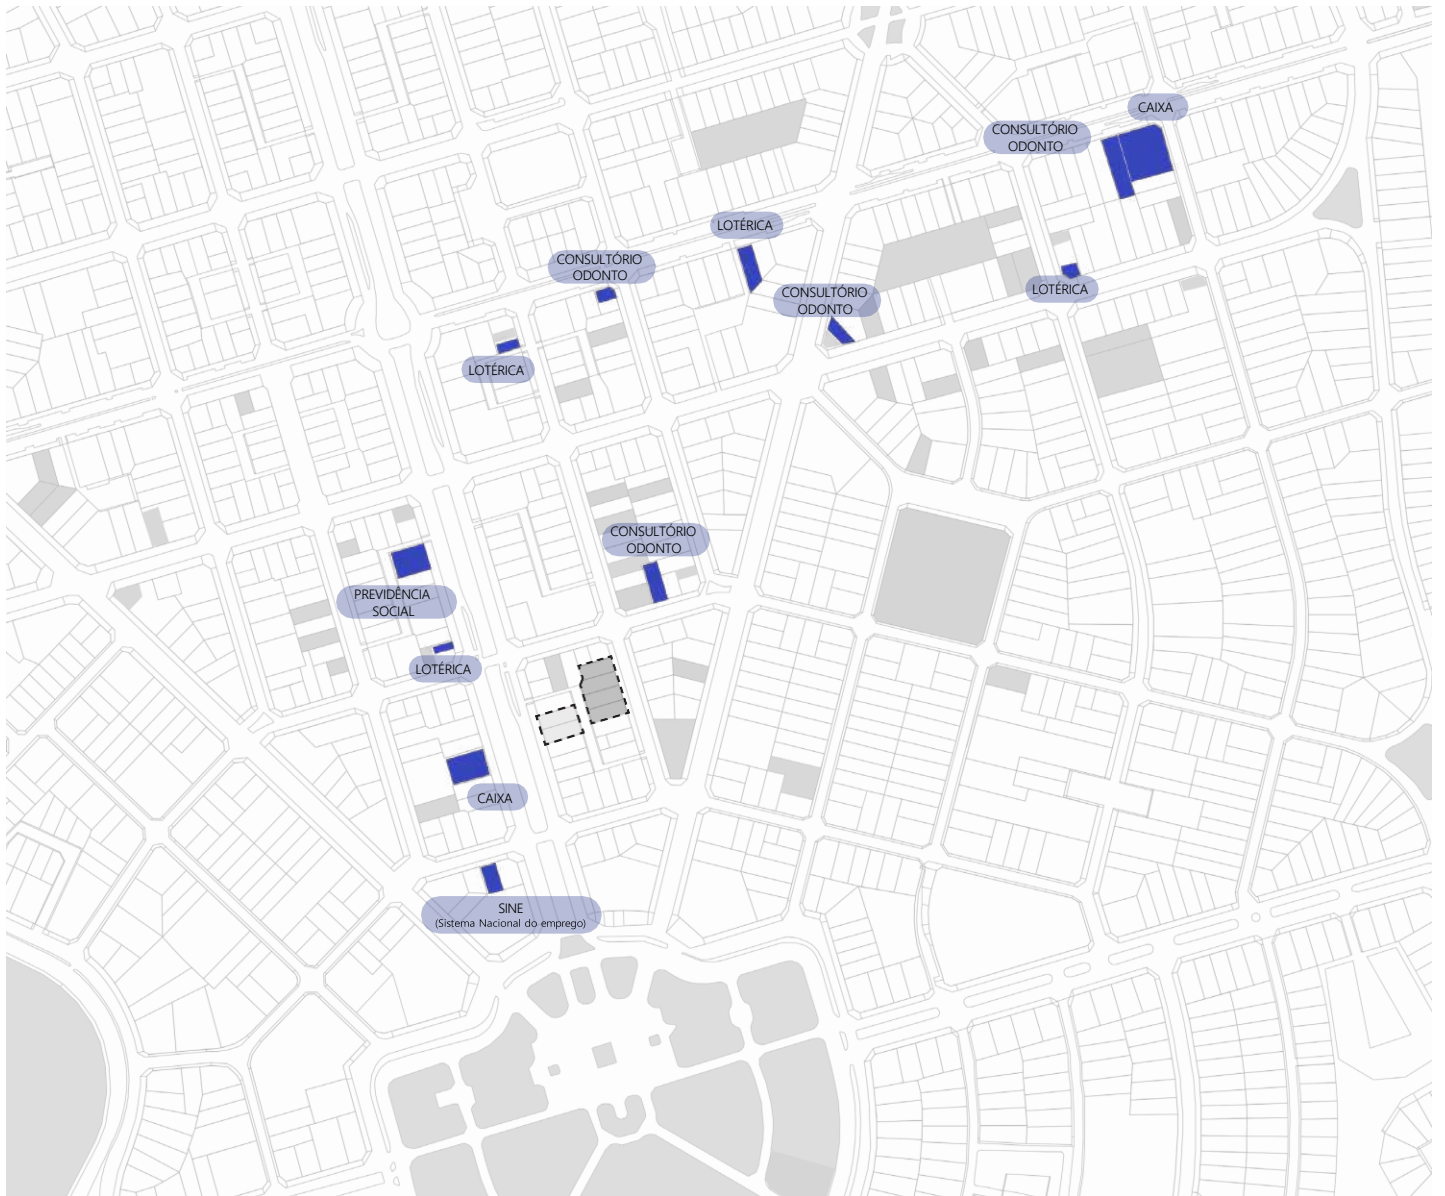 CAIXA
CONSULTÓRIO
ODONTO
LOTÉRICA
CONSULTÓRIO
ODONTO
CONSULTÓRIO
ODONTO
LOTÉRICA
LOTÉRICA
CONSULTÓRIO
ODONTO
PREVIDÊNCIA
SOCIAL
LOTÉRICA
CAIXA
SINE
(Sistema Nacional do emprego)